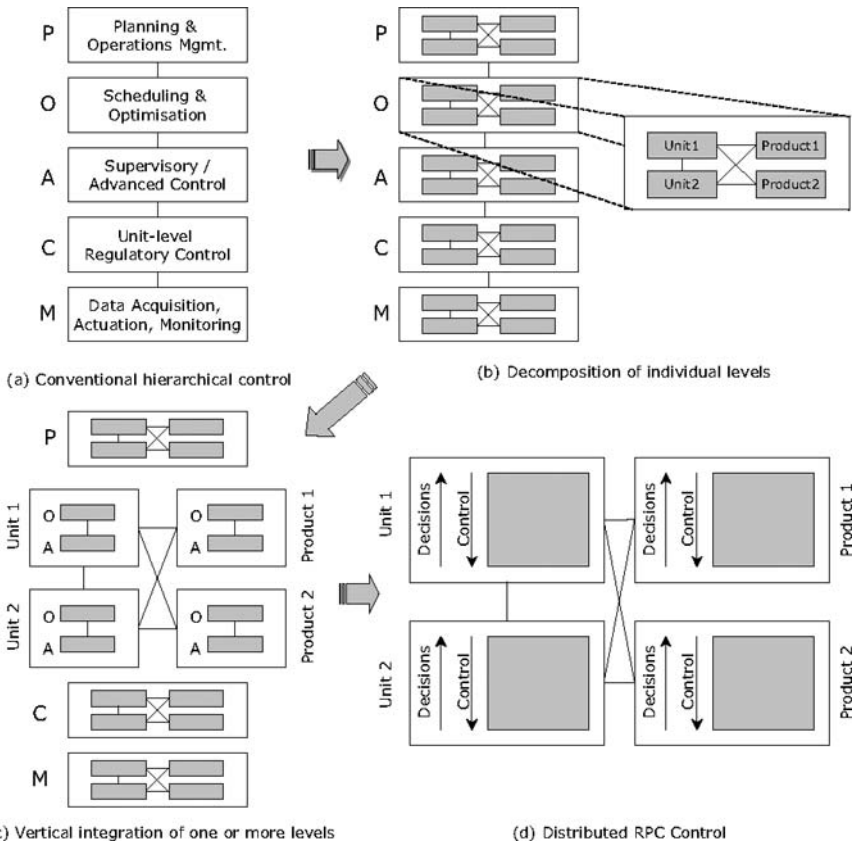 P
Planning &
Operations Mgmt.
O
Scheduling &
Optimisation
A
Supervisory /
Advanced Control
C
Unit-level
Regulatory Control
M
Data Acquisition,
Actuation, Monitoring
(a) Conventional hierarchical control
P
O
A
C
M
Unit1
Product1
Unit2
Product2
(b) Decomposition of individual levels
P
Unit 1
O
A
O
A
Product 1
Unit 2
O
A
O
A
Product 2
C
M
) Vertical integration of one or more levels
Unit 1
Decisions
Control
Decisions
Control
Product 1
Unit 2
Decisions
Control
Decisions
Control
Product 2
(d) Distributed RPC Control